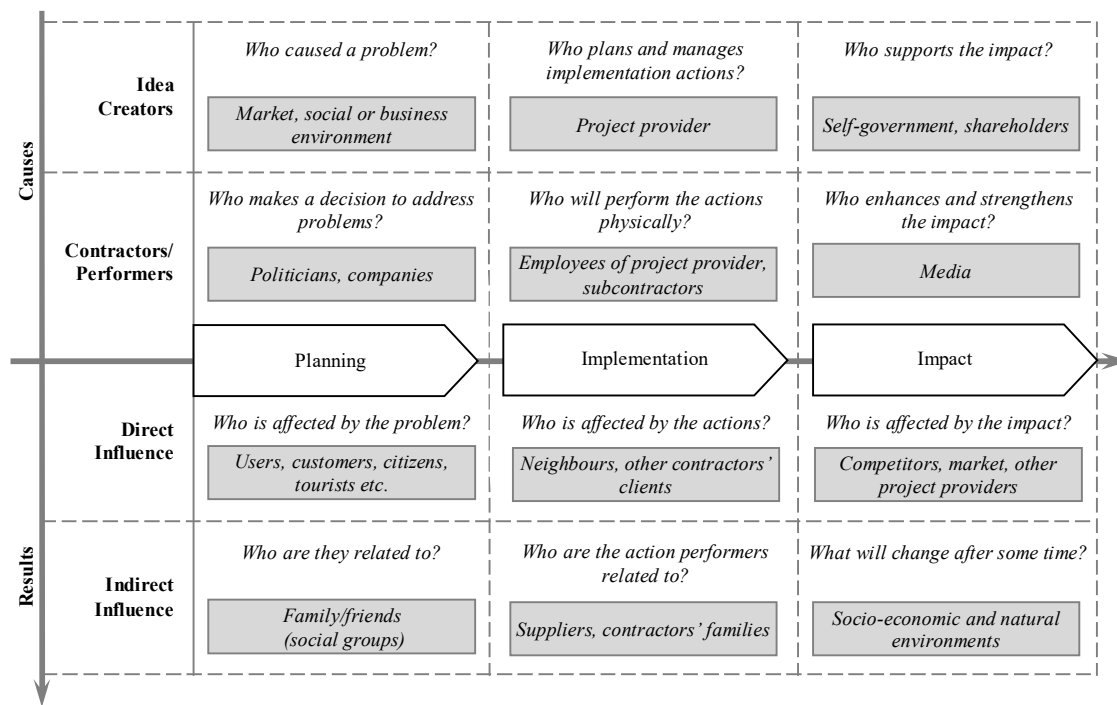 Who caused a problem?
Who plans and manages
implementation actions?
Who supports the impact?
Idea
Creators
Market, social or business
environment
Project provider
Self-government, shareholders
Causes
Who makes a decision to address
problems?
Who will perform the actions
physically?
Who enhances and strengthens
the impact?
Contractors/
Performers
Politicians, companies
Employees of project provider,
subcontractors
Media
Planning
Implementation
Impact
Direct
Influence
Who is affected by the problem?
Who is affected by the actions?
Who is affected by the impact?
Users, customers, citizens,
tourists etc.
Neighbours, other contractors’
clients
Competitors, market, other
project providers
Results
Indirect
Influence
Who are they related to?
Who are the action performers
related to?
What will change after some time?
Family/friends
(social groups)
Suppliers, contractors’ families
Socio-economic and natural
environments